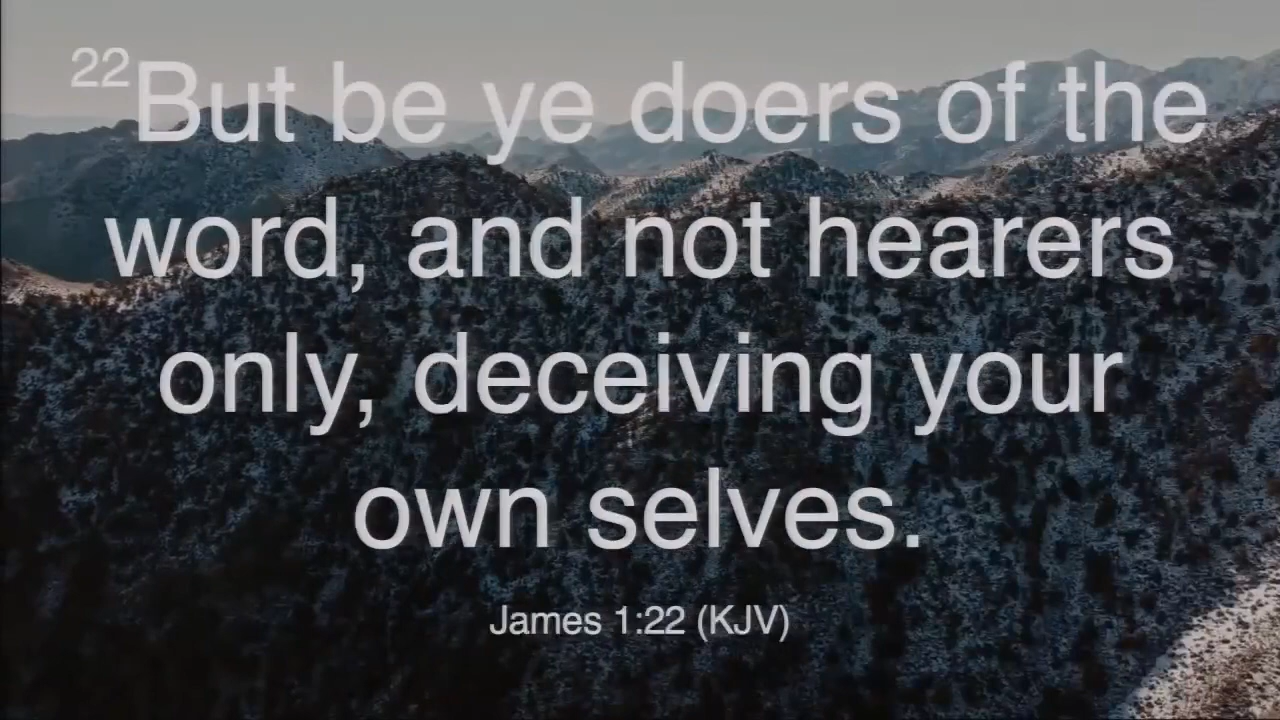 22But be ye doers of the
word, and not hearers
only, deceiving your
own selves.
James 1:22 (KJV)